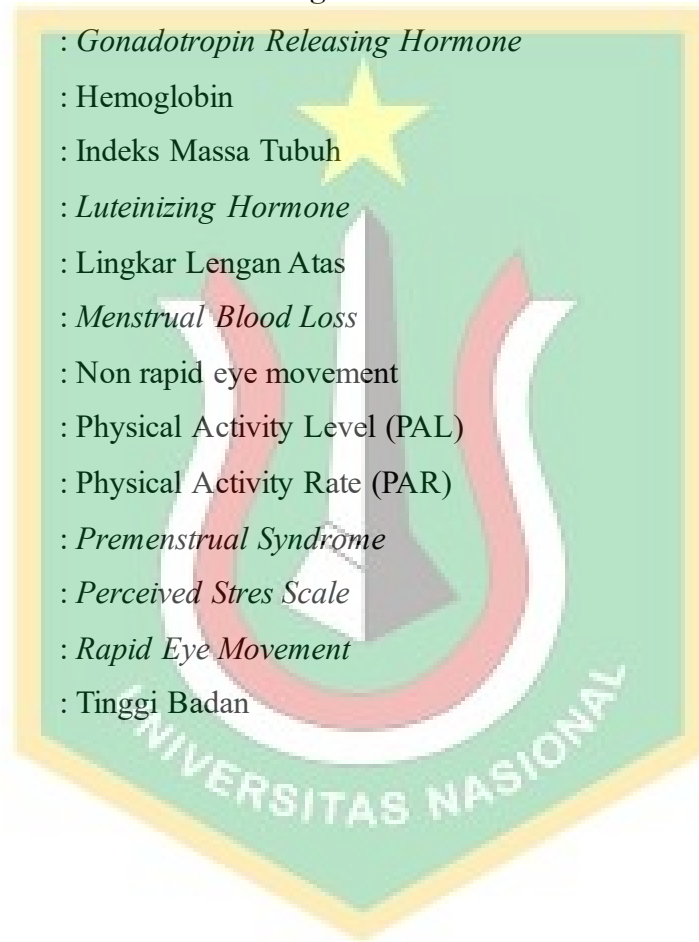 : Gonadotropin Releasing Hormone
: Hemoglobin
: Indeks Massa Tubuh
: Luteinizing Hormone
: Lingkar Lengan Atas
: Menstrual Blood Loss
: Non rapid eye movement
: Physical Activity Level (PAL)
: Physical Activity Rate (PAR)
: Premenstrual Syndrome
: Perceived Stres Scale
: Rapid Eye Movement
: Tinggi Badan
UNIVERSITAS NASIONAL